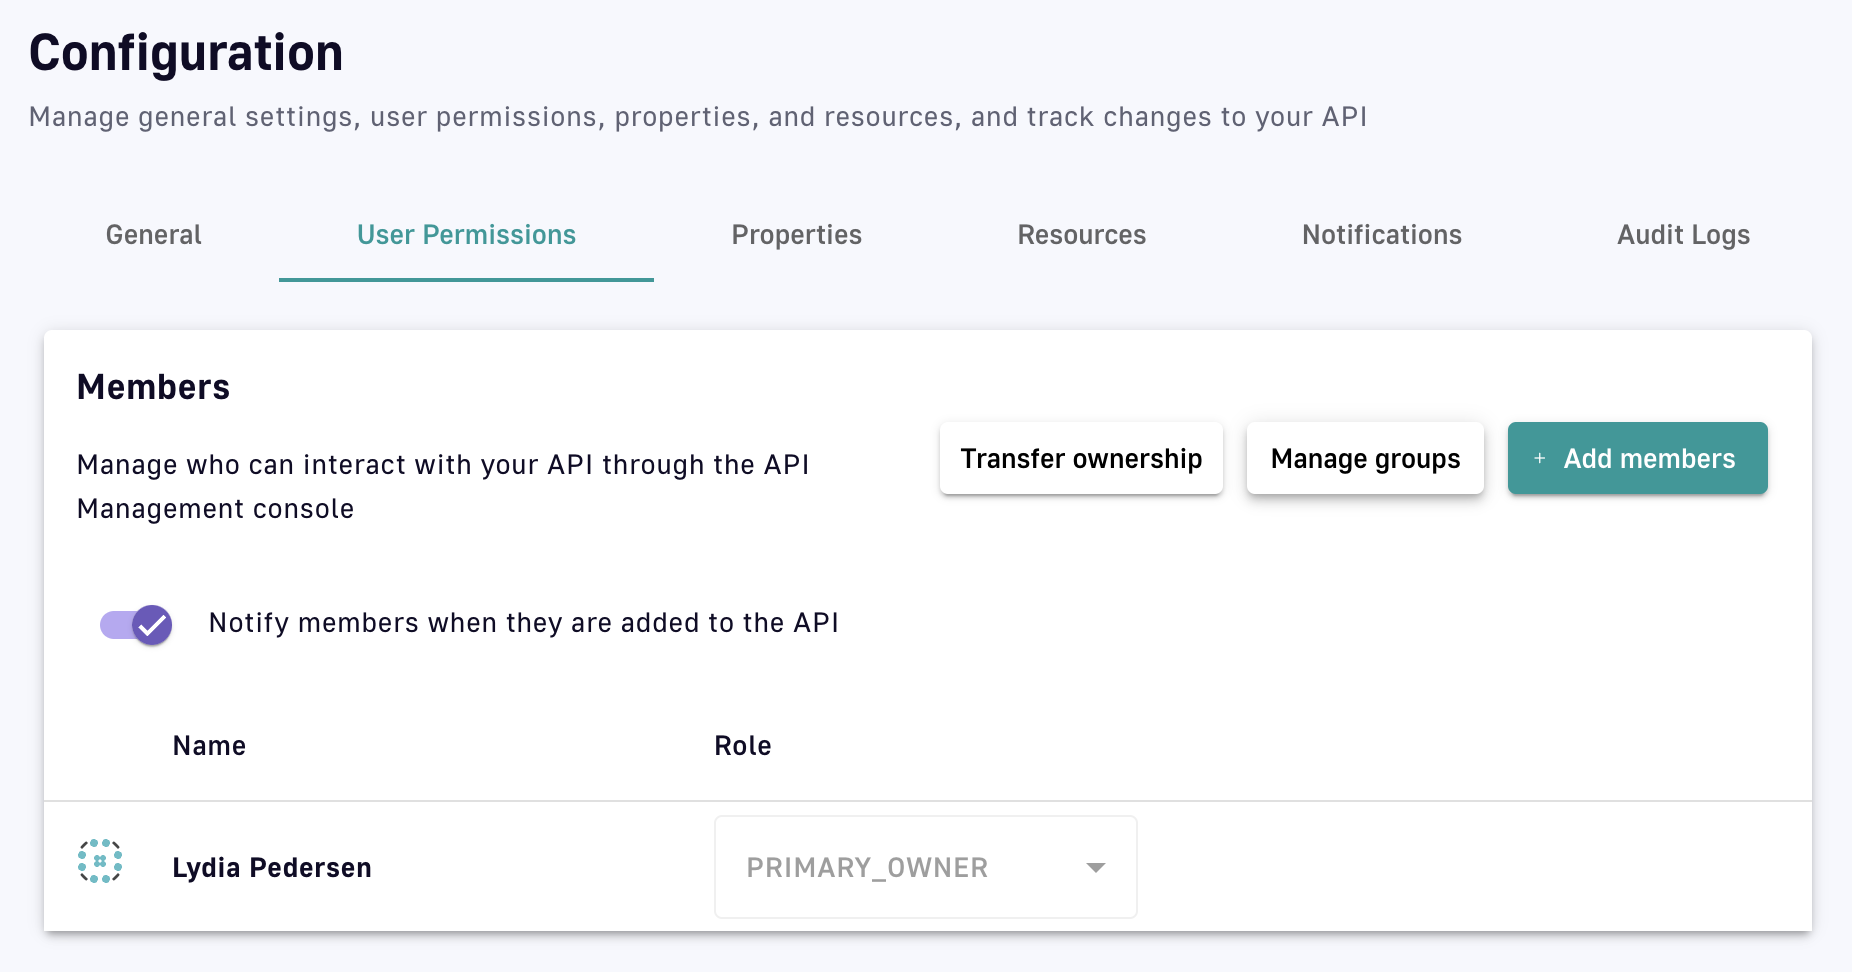 Configuration
Manage general settings, user permissions, properties, and resources, and track changes to your API
General User Permissions Properties Resources Notifications Audit Logs
Members
Manage who can interact with your API through the API
Management console
Transfer ownership Manage groups + Add members
Notify members when they are added to the API
Name Role
Lydia Pedersen PRIMARY_OWNER